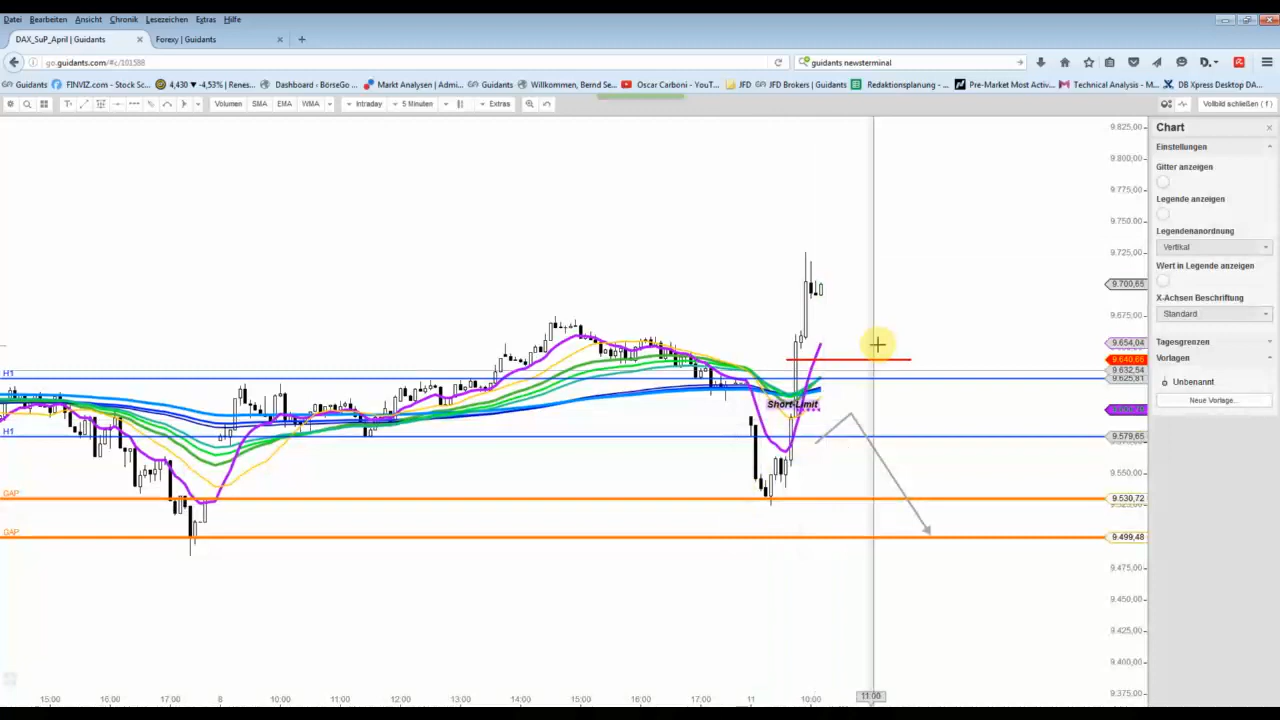 Datei Bearbeiten Ansicht Chronik Lesezeichen Extras Hilfe
DAX_SuP_April | Guidants
Forexy | Guidants
go.guidants.com/#c/101588
guidants newsterminal
Guidants FINVIZ.com - Stock Sc... 4,430 ▼ -4,53% | Renes... Dashboard ‹ BörseGo ... Markt Analysen ‹ Admi... Guidants Willkommen, Bernd Se... Oscar Carboni - YouT... JFD JFD Brokers | Guidants Redaktionsplanung - ... Pre-Market Most Activ... Technical Analysis - M... DB Xpress Desktop DA...
Volumen SMA EMA WMA Intraday 5 Minuten Extras
Vollbild schließen ( f )
Chart
Einstellungen
Gitter anzeigen
Legende anzeigen
Legendenanordnung
Vertikal
Wert in Legende anzeigen
X-Achsen Beschriftung
Standard
Tagesgrenzen
Vorlagen
Unbenannt
Neue Vorlage...
9.825,00
9.800,00
9.775,00
9.750,00
9.725,00
9.700,65
9.675,00
9.654,04
9.640,66
9.632,54
9.625,81
9.579,65
9.550,00
9.530,72
9.499,48
9.475,00
9.450,00
9.425,00
9.400,00
9.375,00
H1
H1
GAP
GAP
Short-Limit
15:00 16:00 17:00 8 10:00 11:00 12:00 13:00 14:00 15:00 16:00 17:00 11 10:00 11:00